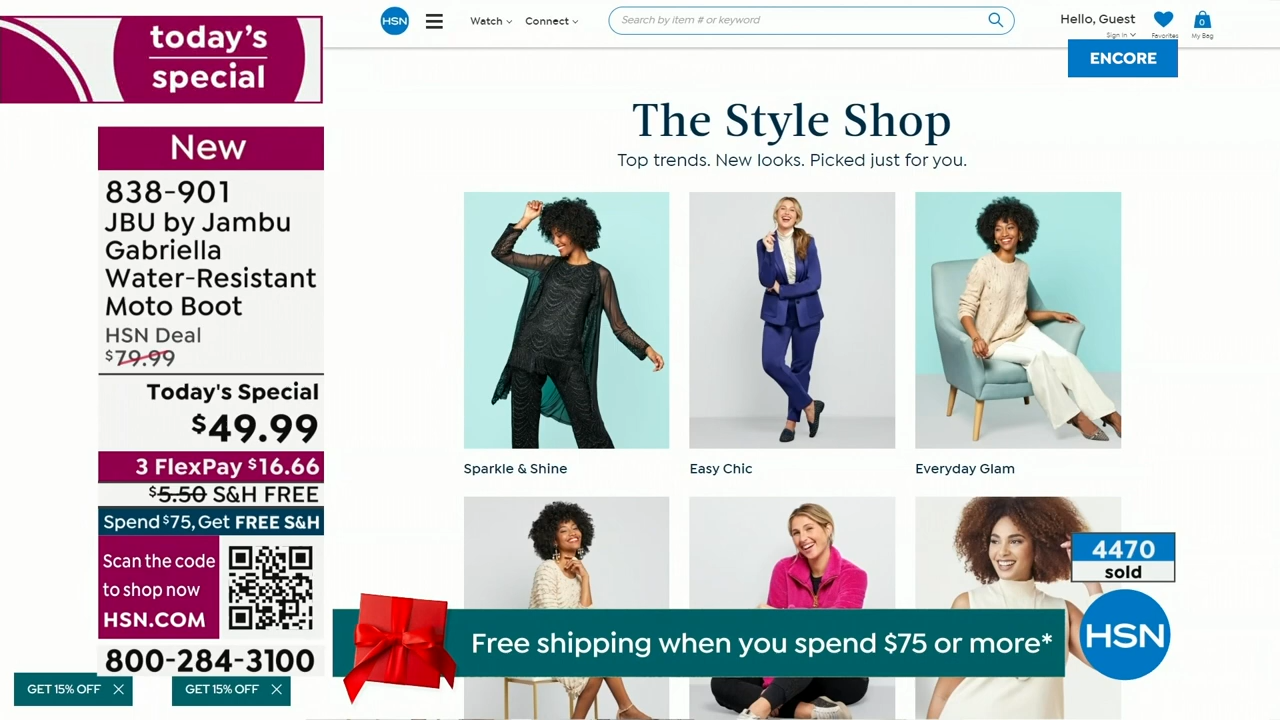 today's
special
New
838-901
JBU by Jambu
Gabriella
Water-Resistant
Moto Boot
HSN Deal
$79.99
Today's Special
$49.99
3 FlexPay $16.66
$5.50 S&H FREE
Spend $75, Get FREE S&H
Scan the code
to shop now
HSN.COM
800-284-3100
GET 15% OFF
GET 15% OFF
HSN
Watch
Connect
Search by item # or keyword
Hello, Guest
Sign In
Favorites
0
My Bag
ENCORE
The Style Shop
Top trends. New looks. Picked just for you.
Sparkle & Shine
Easy Chic
Everyday Glam
4470
sold
Free shipping when you spend $75 or more*
HSN